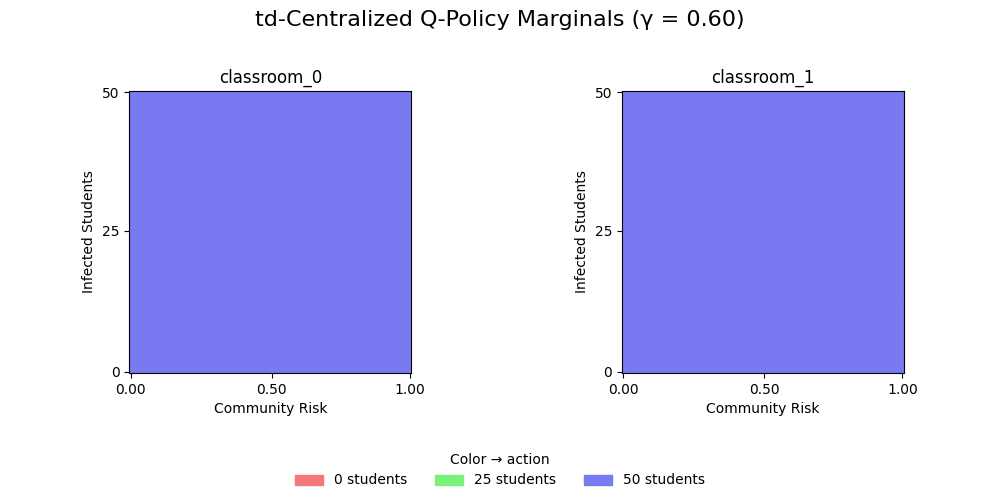 td-Centralized Q-Policy Marginals (γ = 0.60)
classroom_0
classroom_1
50
25
0
Infected Students
0.00 0.50 1.00
Community Risk
50
25
0
Infected Students
0.00 0.50 1.00
Community Risk
Color → action
0 students 25 students 50 students